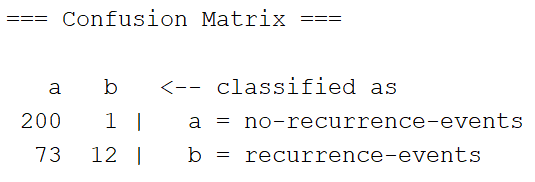 === Confusion Matrix ===
a b <-- classified as
200 1 | a = no-recurrence-events
73 12 | b = recurrence-events